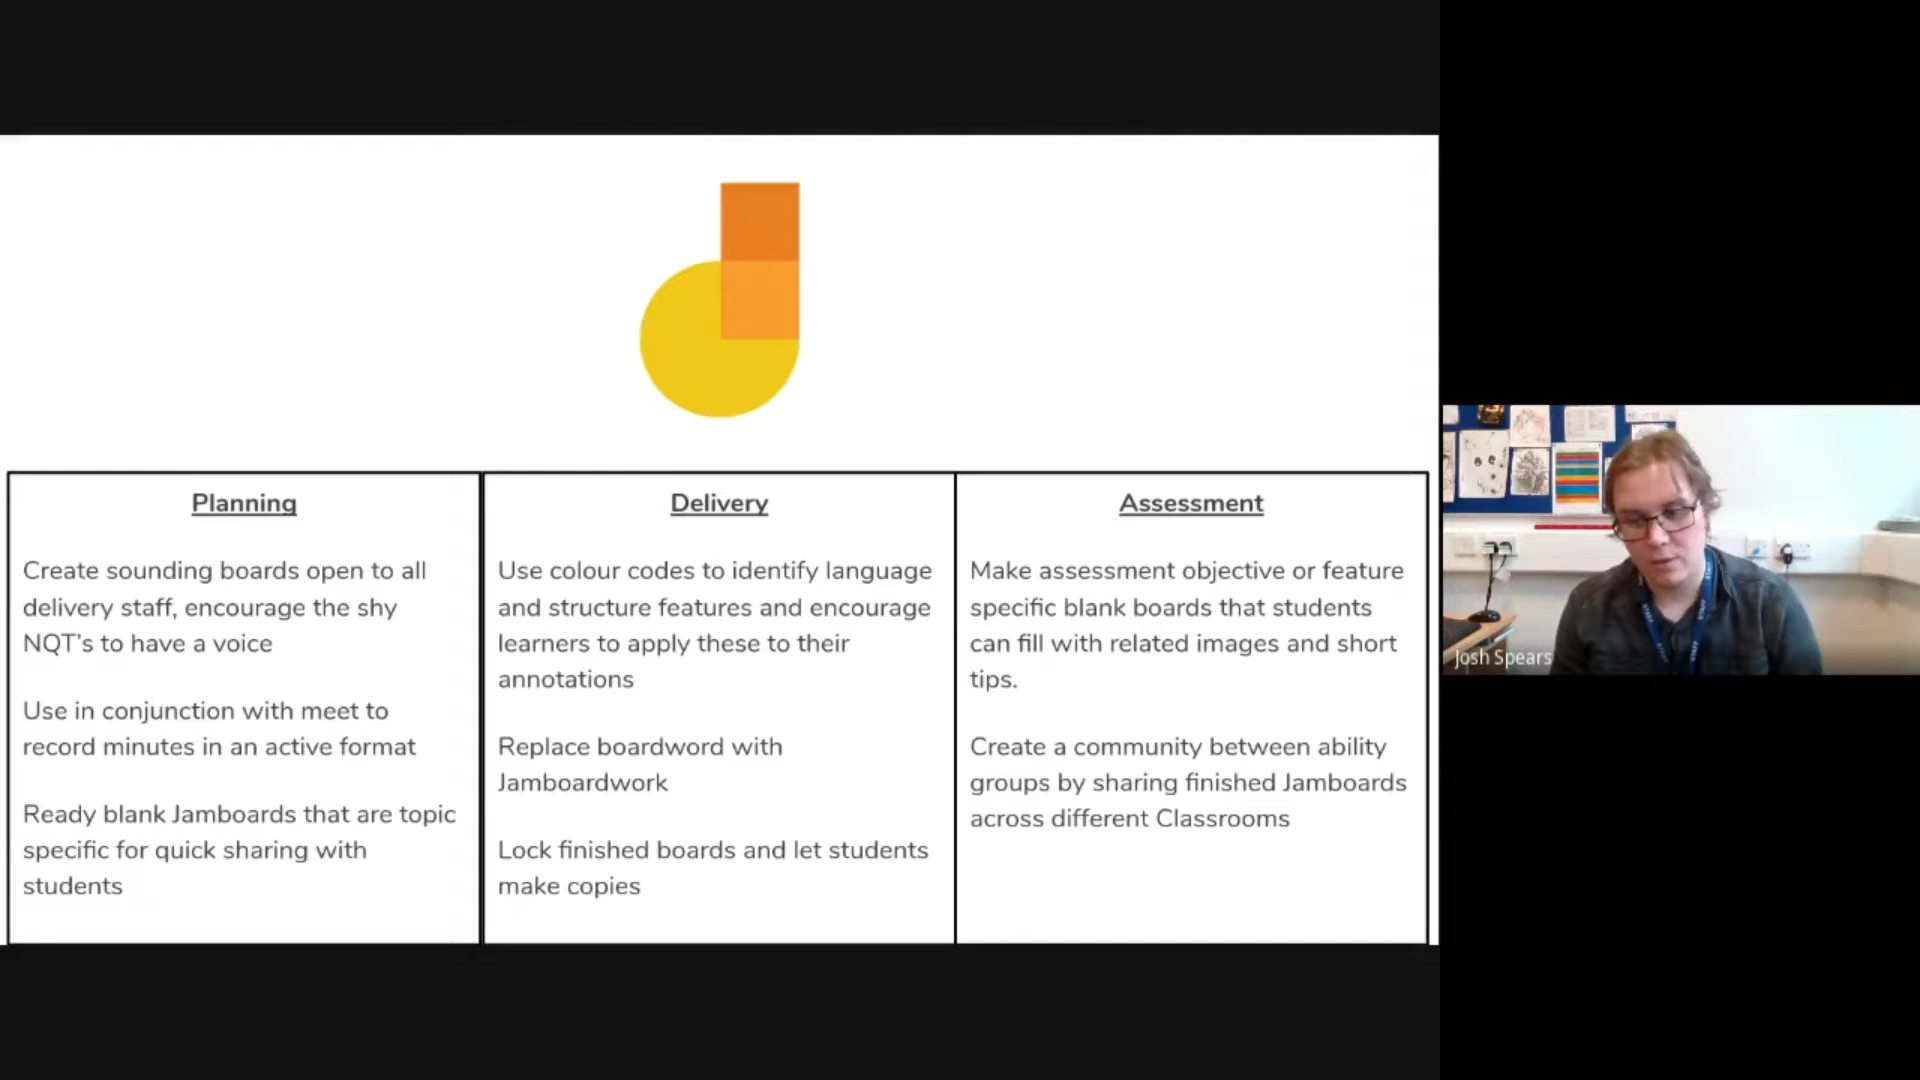 Planning
Create sounding boards open to all
delivery staff, encourage the shy
NQT's to have a voice
Use in conjunction with meet to
record minutes in an active format
Ready blank Jamboards that are topic
specific for quick sharing with
students
Delivery
Use colour codes to identify language
and structure features and encourage
learners to apply these to their
annotations
Replace boardword with
Jamboardwork
Lock finished boards and let students
make copies
Assessment
Make assessment objective or feature
specific blank boards that students
can fill with related images and short
tips.
Create a community between ability
groups by sharing finished Jamboards
across different Classrooms
Josh Spears